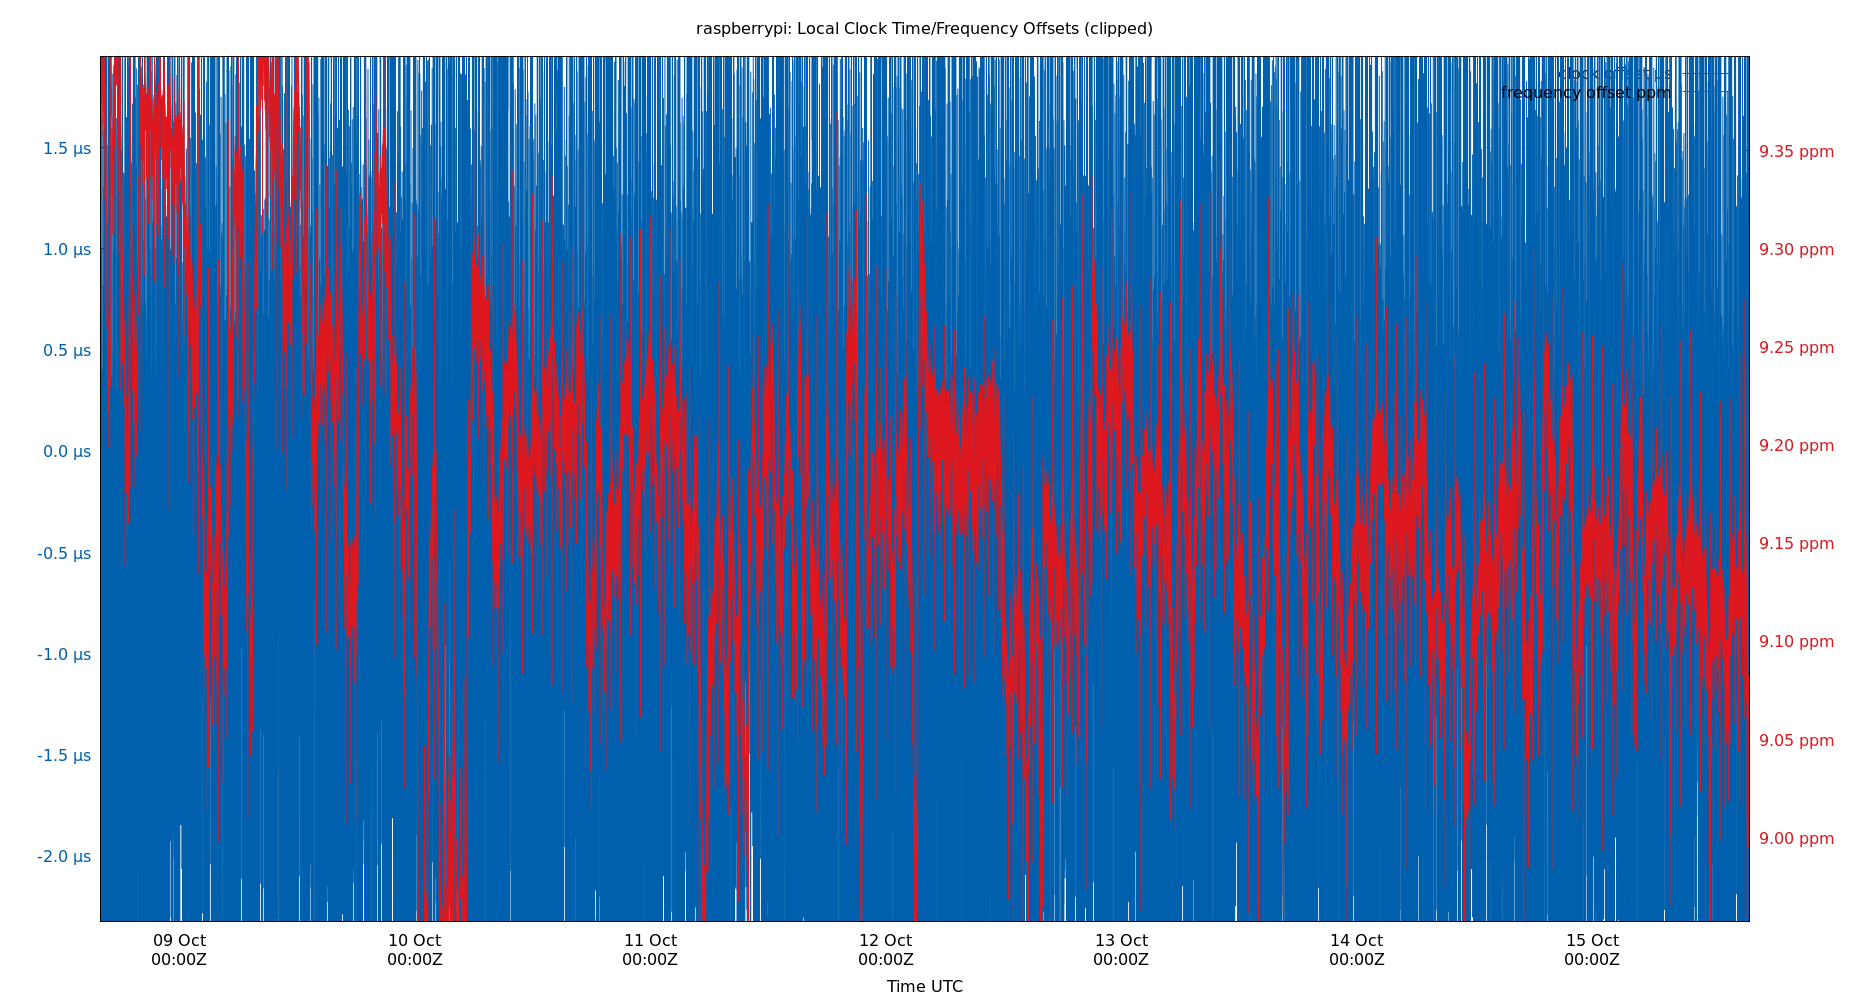 raspberrypi: Local Clock Time/Frequency Offsets (clipped)
clock offset µs
frequency offset ppm
1.5 µs
1.0 µs
0.5 µs
0.0 µs
-0.5 µs
-1.0 µs
-1.5 µs
-2.0 µs
9.35 ppm
9.30 ppm
9.25 ppm
9.20 ppm
9.15 ppm
9.10 ppm
9.05 ppm
9.00 ppm
09 Oct
00:00Z
10 Oct
00:00Z
11 Oct
00:00Z
12 Oct
00:00Z
13 Oct
00:00Z
14 Oct
00:00Z
15 Oct
00:00Z
Time UTC